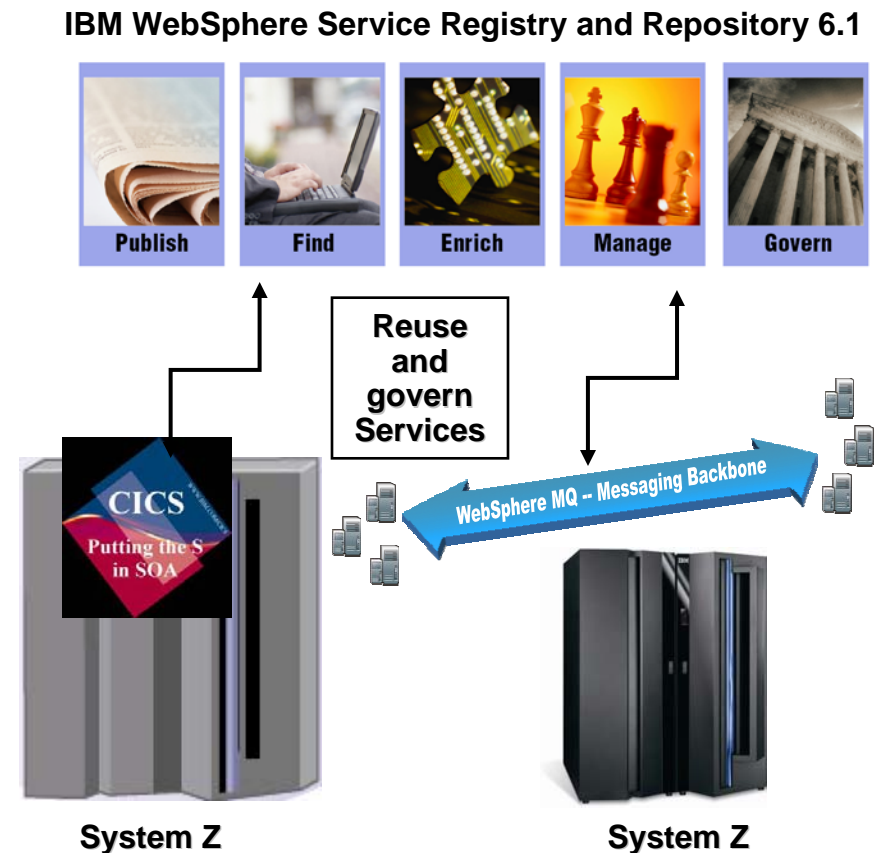 IBM WebSphere Service Registry and Repository 6.1
Publish
Find
Enrich
Manage
Govern
Reuse
and
govern
Services
CICS
Putting the S
in SOA
WebSphere MQ -- Messaging Backbone
IBM
System Z
System Z